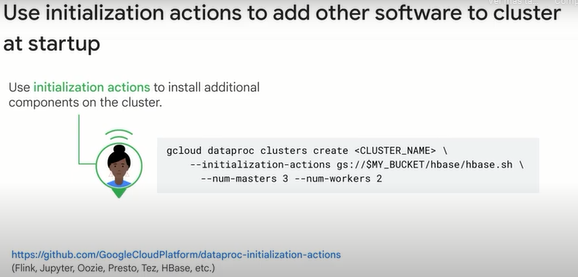 Use initialization actions to add other software to cluster
at startup
Use initialization actions to install additional
components on the cluster.
gcloud dataproc clusters create <CLUSTER_NAME> \
--initialization-actions gs://$MY_BUCKET/hbase/hbase.sh \
--num-masters 3 --num-workers 2
https://github.com/GoogleCloudPlatform/dataproc-initialization-actions
(Flink, Jupyter, Oozie, Presto, Tez, HBase, etc.)